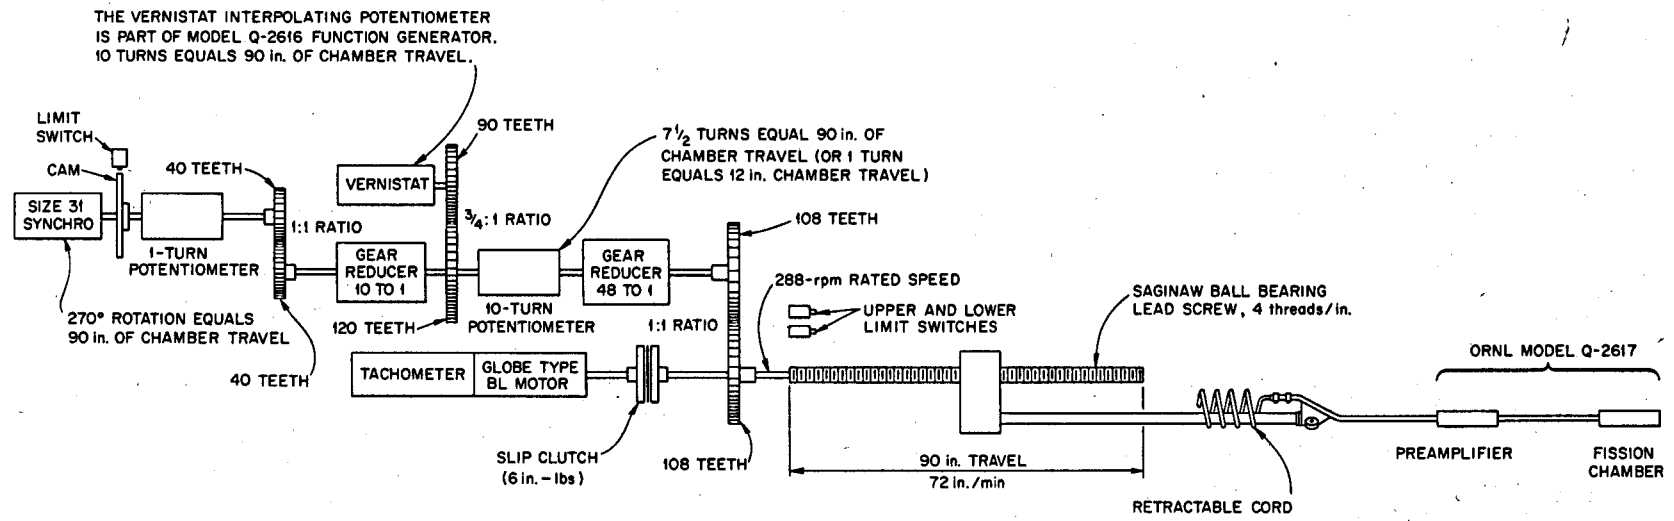 THE VERNISTAT INTERPOLATING POTENTIOMETER
IS PART OF MODEL Q-2616 FUNCTION GENERATOR.
10 TURNS EQUALS 90 in. OF CHAMBER TRAVEL.
LIMIT
SWITCH
CAM
SIZE 31
SYNCHRO
1-TURN
POTENTIOMETER
270° ROTATION EQUALS
90 in. OF CHAMBER TRAVEL
40 TEETH
1:1 RATIO
40 TEETH
VERNISTAT
90 TEETH
3/4:1 RATIO
GEAR
REDUCER
10 TO 1
120 TEETH
7 1/2 TURNS EQUAL 90 in. OF
CHAMBER TRAVEL (OR 1 TURN
EQUALS 12 in. CHAMBER TRAVEL)
10-TURN
POTENTIOMETER
GEAR
REDUCER
48 TO 1
108 TEETH
1:1 RATIO
288-rpm RATED SPEED
UPPER AND LOWER
LIMIT SWITCHES
TACHOMETER
GLOBE TYPE
BL MOTOR
SLIP CLUTCH
(6 in.-lbs)
108 TEETH
90 in. TRAVEL
72 in./min
SAGINAW BALL BEARING
LEAD SCREW, 4 threads/in.
ORNL MODEL Q-2617
RETRACTABLE CORD
PREAMPLIFIER
FISSION
CHAMBER